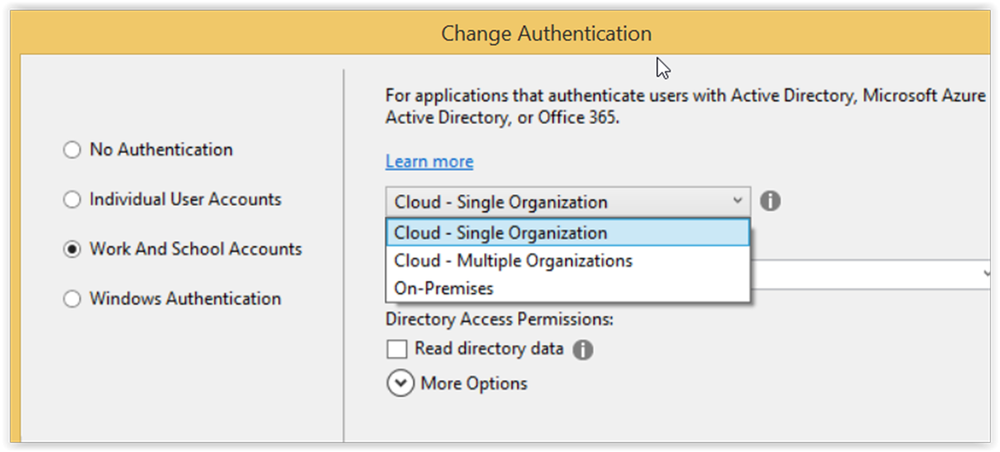 Change Authentication
For applications that authenticate users with Active Directory, Microsoft Azure
Active Directory, or Office 365.
Learn more
No Authentication
Individual User Accounts
Work And School Accounts
Windows Authentication
Cloud - Single Organization
Cloud - Single Organization
Cloud - Multiple Organizations
On-Premises
Directory Access Permissions:
Read directory data
More Options